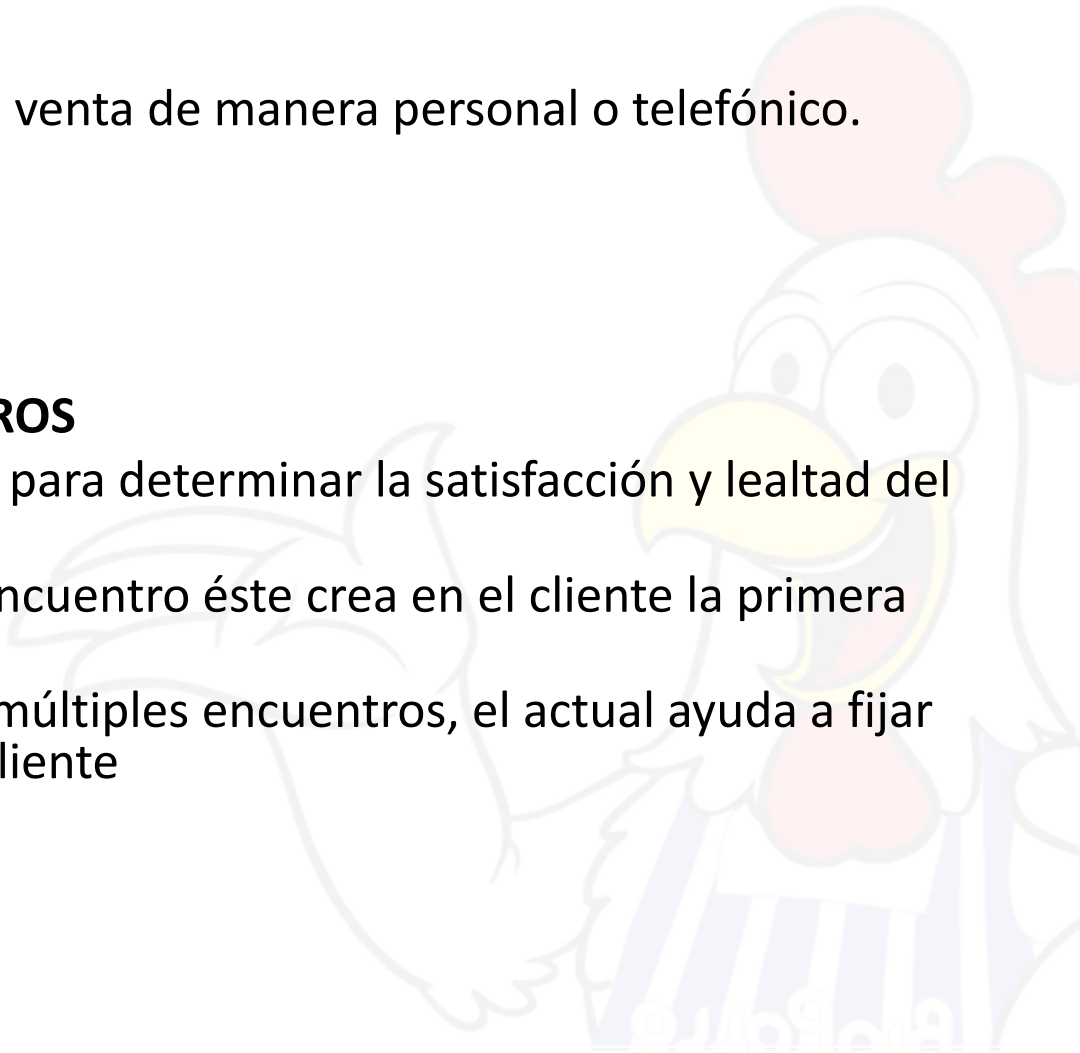 venta de manera personal o telefónico.
ROS
para determinar la satisfacción y lealtad del
ncuentro éste crea en el cliente la primera
múltiples encuentros, el actual ayuda a fijar
liente